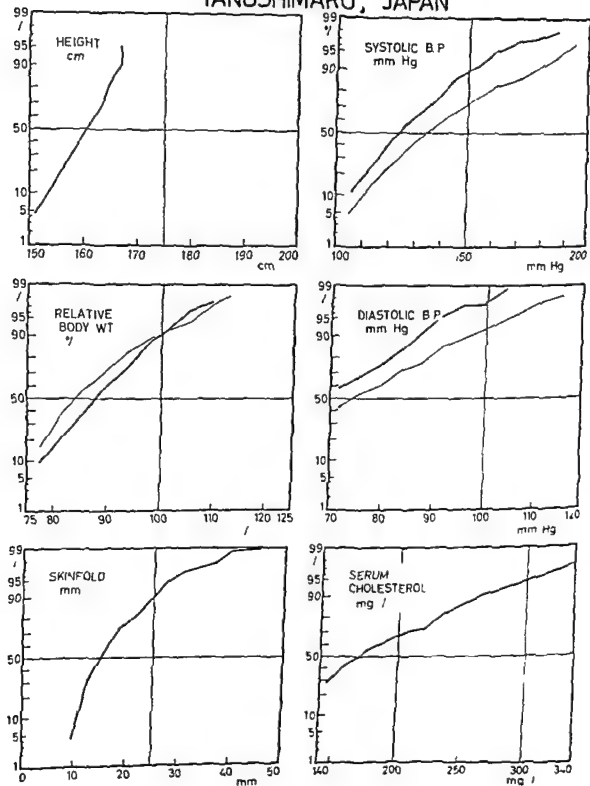 TANUSHIMARU, JAPAN
HEIGHT
cm
99
/
95
90
50
10
5
1
150 160 170 180 190 200
cm
SYSTOLIC B.P
mm Hg
99
%
95
90
50
10
5
1
100 150 200
mm Hg
RELATIVE
BODY WT
%
99
/
95
90
50
10
5
1
75 80 90 100 110 120 125
/
DIASTOLIC B.P
mm Hg
99
/
95
90
50
10
5
1
70 80 90 100 110
mm Hg
SKINFOLD
mm
99
/
95
90
50
10
5
1
0 10 20 30 40 50
mm
SERUM
CHOLESTEROL
mg /
99
/
95
90
50
10
5
1
140 200 250 300 340
mg /